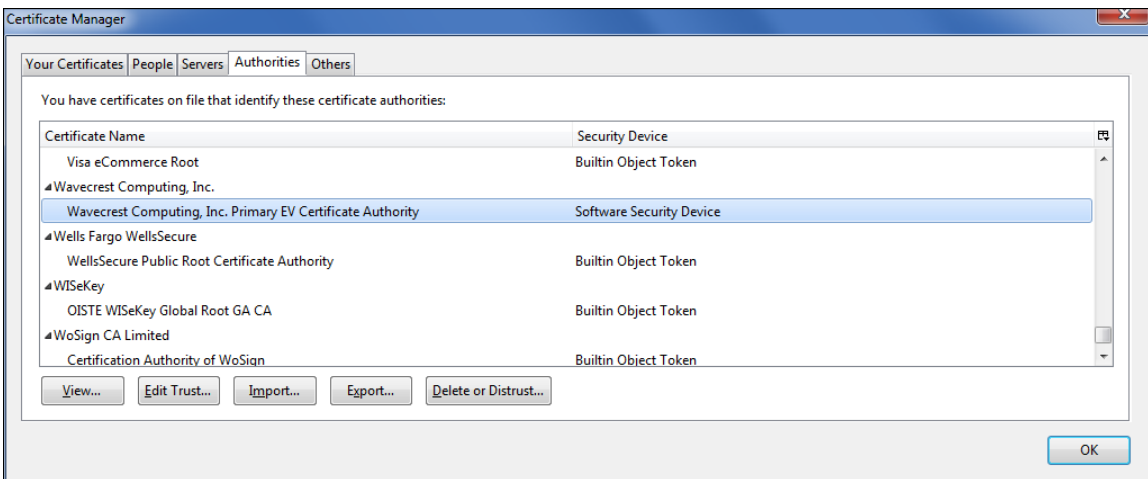 Certificate Manager
Your Certificates People Servers Authorities Others
You have certificates on file that identify these certificate authorities:
Certificate Name Security Device
Visa eCommerce Root Builtin Object Token
Wavecrest Computing, Inc.
Wavecrest Computing, Inc. Primary EV Certificate Authority Software Security Device
Wells Fargo WellsSecure
WellsSecure Public Root Certificate Authority Builtin Object Token
WISeKey
OISTE WISeKey Global Root GA CA Builtin Object Token
WoSign CA Limited
Certification Authority of WoSign Builtin Object Token
View... Edit Trust... Import... Export... Delete or Distrust...
OK